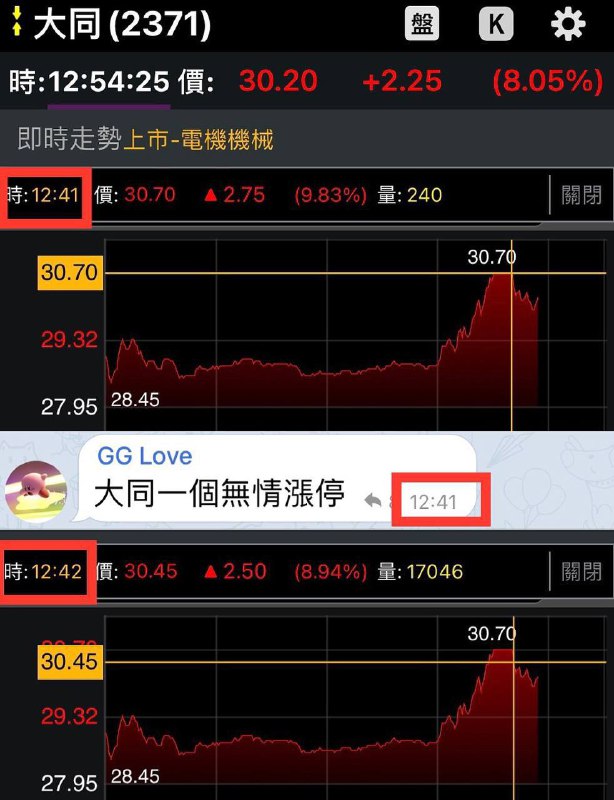 大同(2371) 盤 K
時:12:54:25 價: 30.20 +2.25 (8.05%)
即時走勢上市-電機機械
時:12:41 價: 30.70 ▲2.75 (9.83%) 量:240 關閉
30.70
30.70
29.32
27.95
28.45
GG Love
大同一個無情漲停
12:41
時:12:42 價: 30.45 ▲2.50 (8.94%) 量:17046 關閉
30.70
30.70
30.45
29.32
27.95
28.45